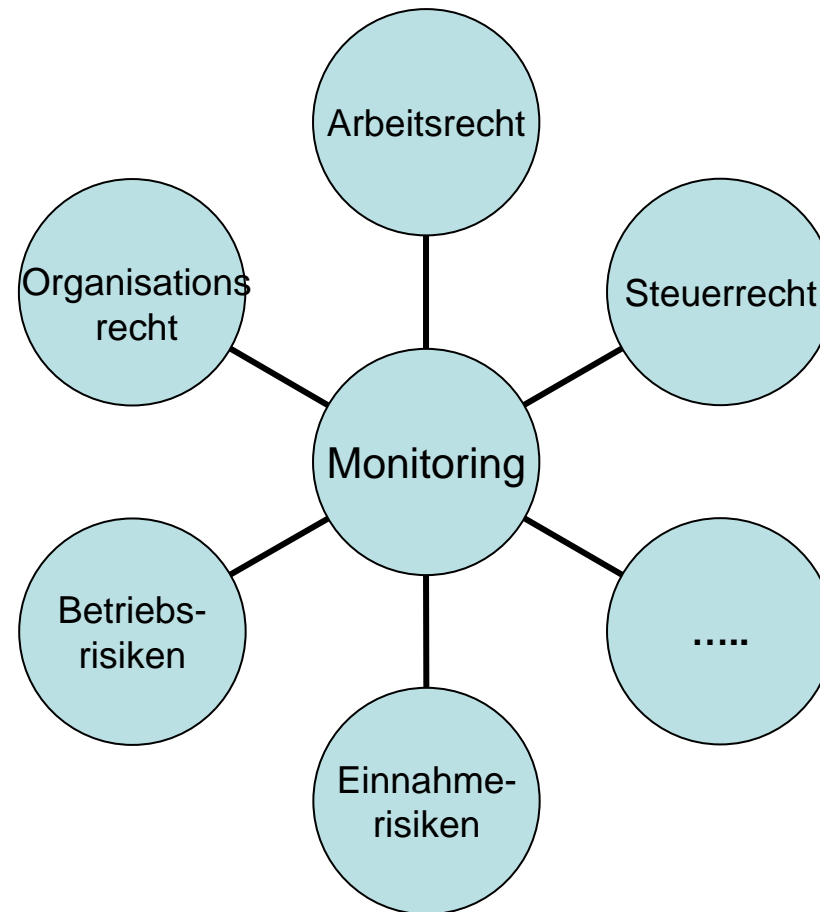 Arbeitsrecht
Organisations
recht
Steuerrecht
Monitoring
Betriebs-
risiken
…..
Einnahme-
risiken